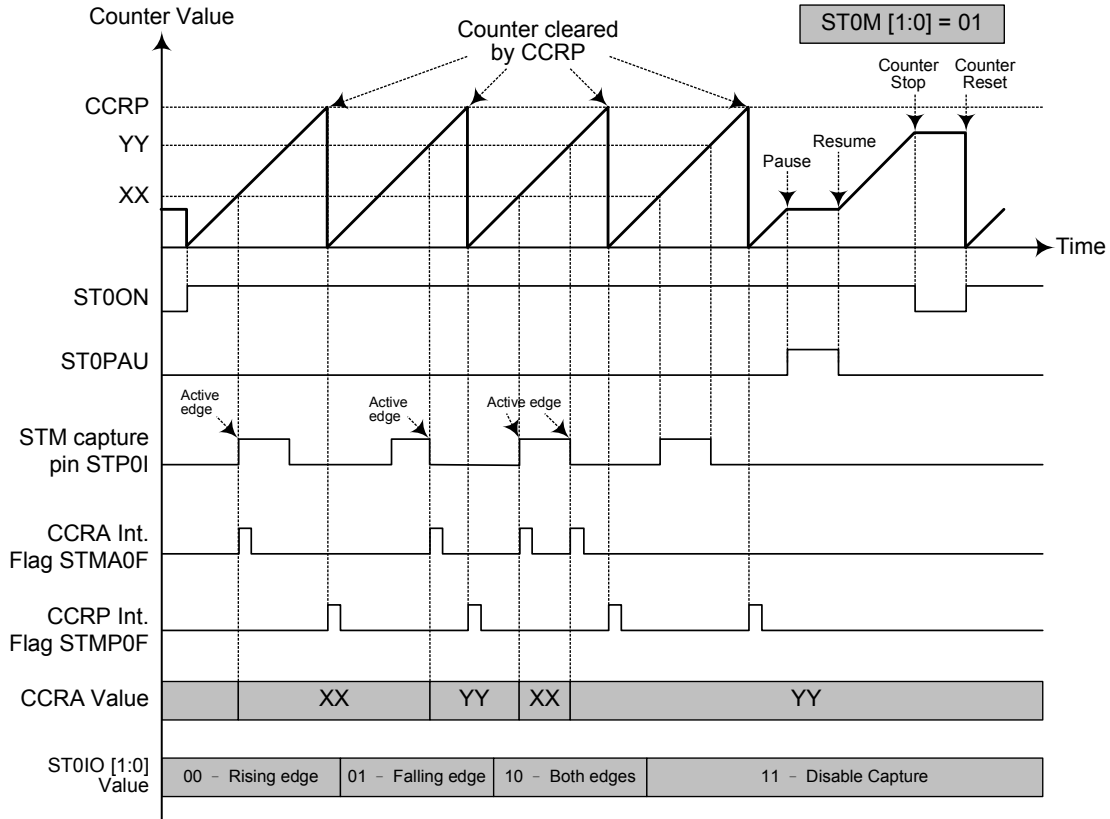 Counter Value
Counter cleared
by CCRP
ST0M [1:0] = 01
Counter
Stop
Counter
Reset
CCRP
YY
XX
Pause
Resume
Time
ST0ON
ST0PAU
Active
edge
Active
edge
Active edge
STM capture
pin STP0I
CCRA Int.
Flag STMA0F
CCRP Int.
Flag STMP0F
CCRA Value
XX
YY
XX
YY
ST0IO [1:0]
Value
00 - Rising edge
01 - Falling edge
10 - Both edges
11 - Disable Capture